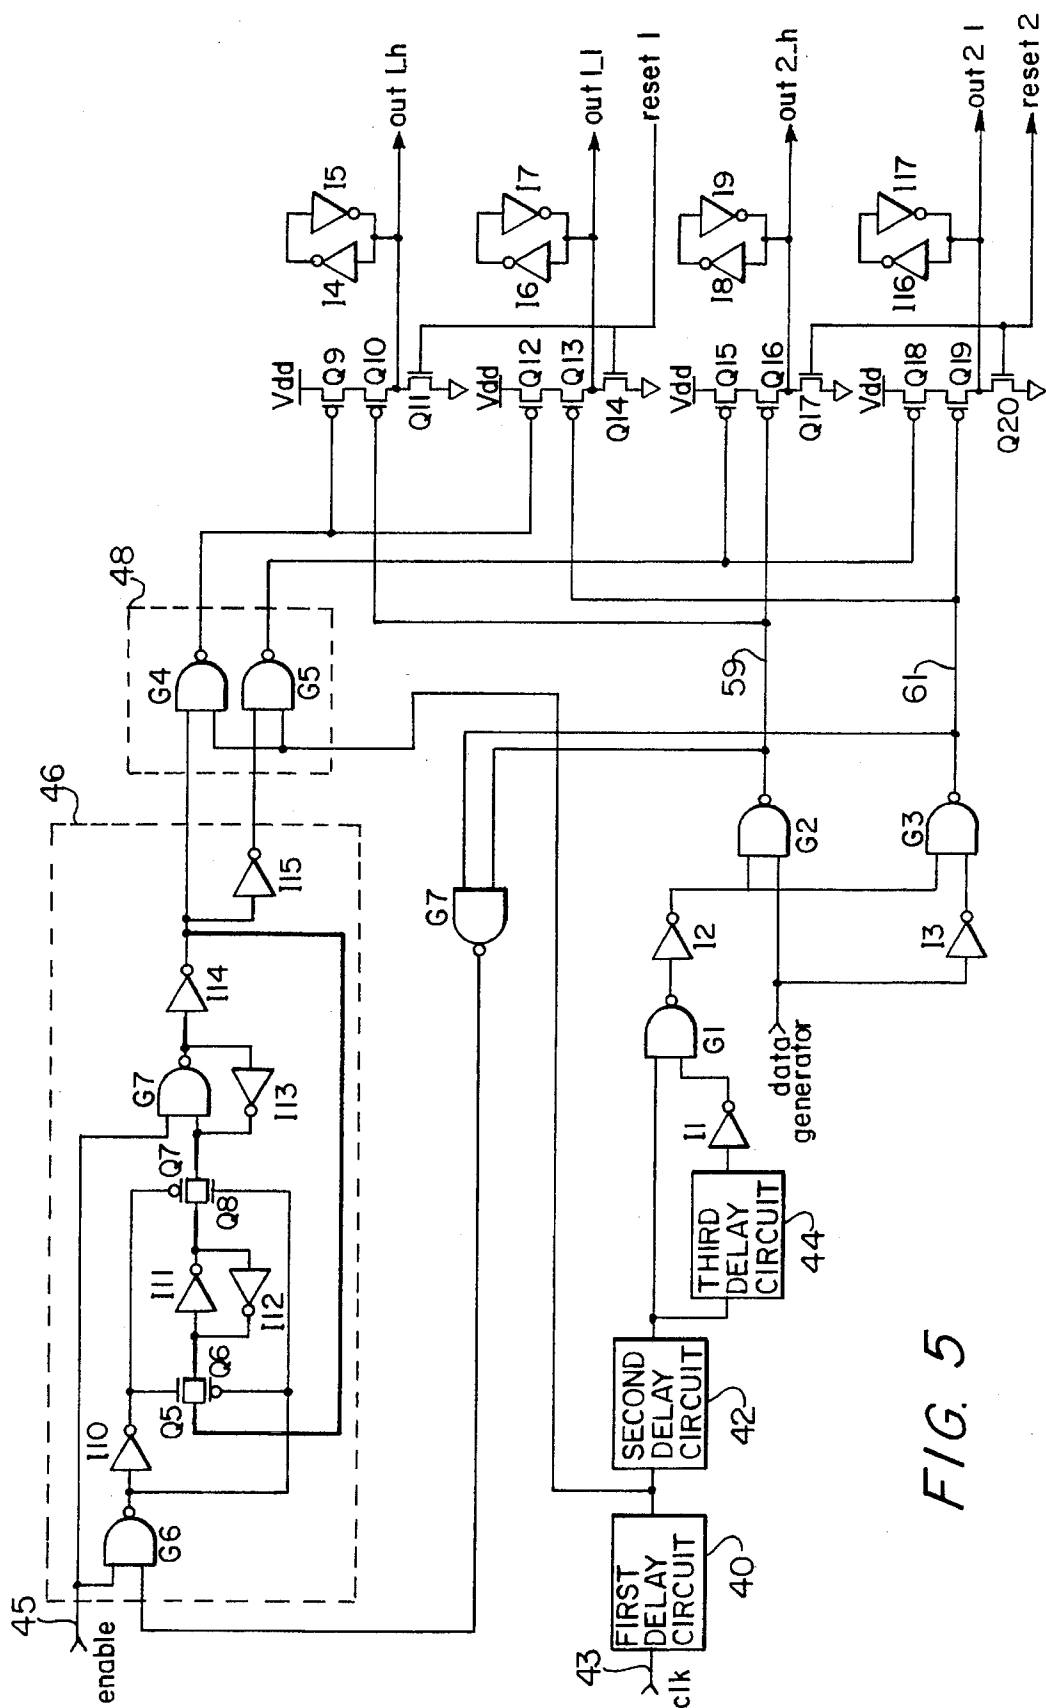 45
enable
G6
I10
Q5
Q6
I11
I12
Q7
Q8
G7
I13
I14
I15
46
48
G4
G5
G7
43
clk
FIRST
DELAY
CIRCUIT
40
SECOND
DELAY
CIRCUIT
42
THIRD
DELAY
CIRCUIT
44
I1
G1
I2
data
generator
I3
G2
G3
59
61
Vdd
Q9
Q10
Q11
I4
I5
out 1_h
Vdd
Q12
Q13
Q14
I6
I7
out 1_1
reset 1
Vdd
Q15
Q16
Q17
I8
I9
out 2_h
Vdd
Q18
Q19
Q20
I16
I17
out 2 1
reset 2
FIG. 5